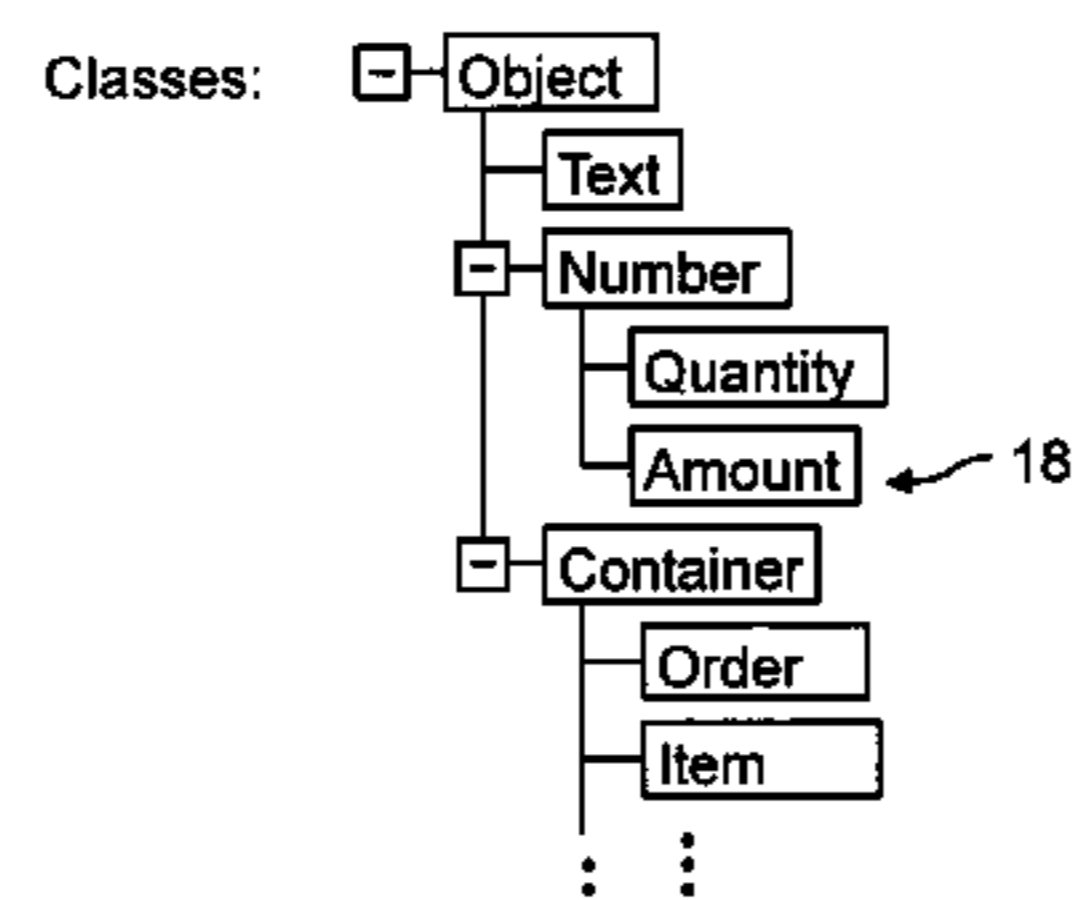 Classes: Object
Text
Number
Quantity
Amount 18
Container
Order
Item